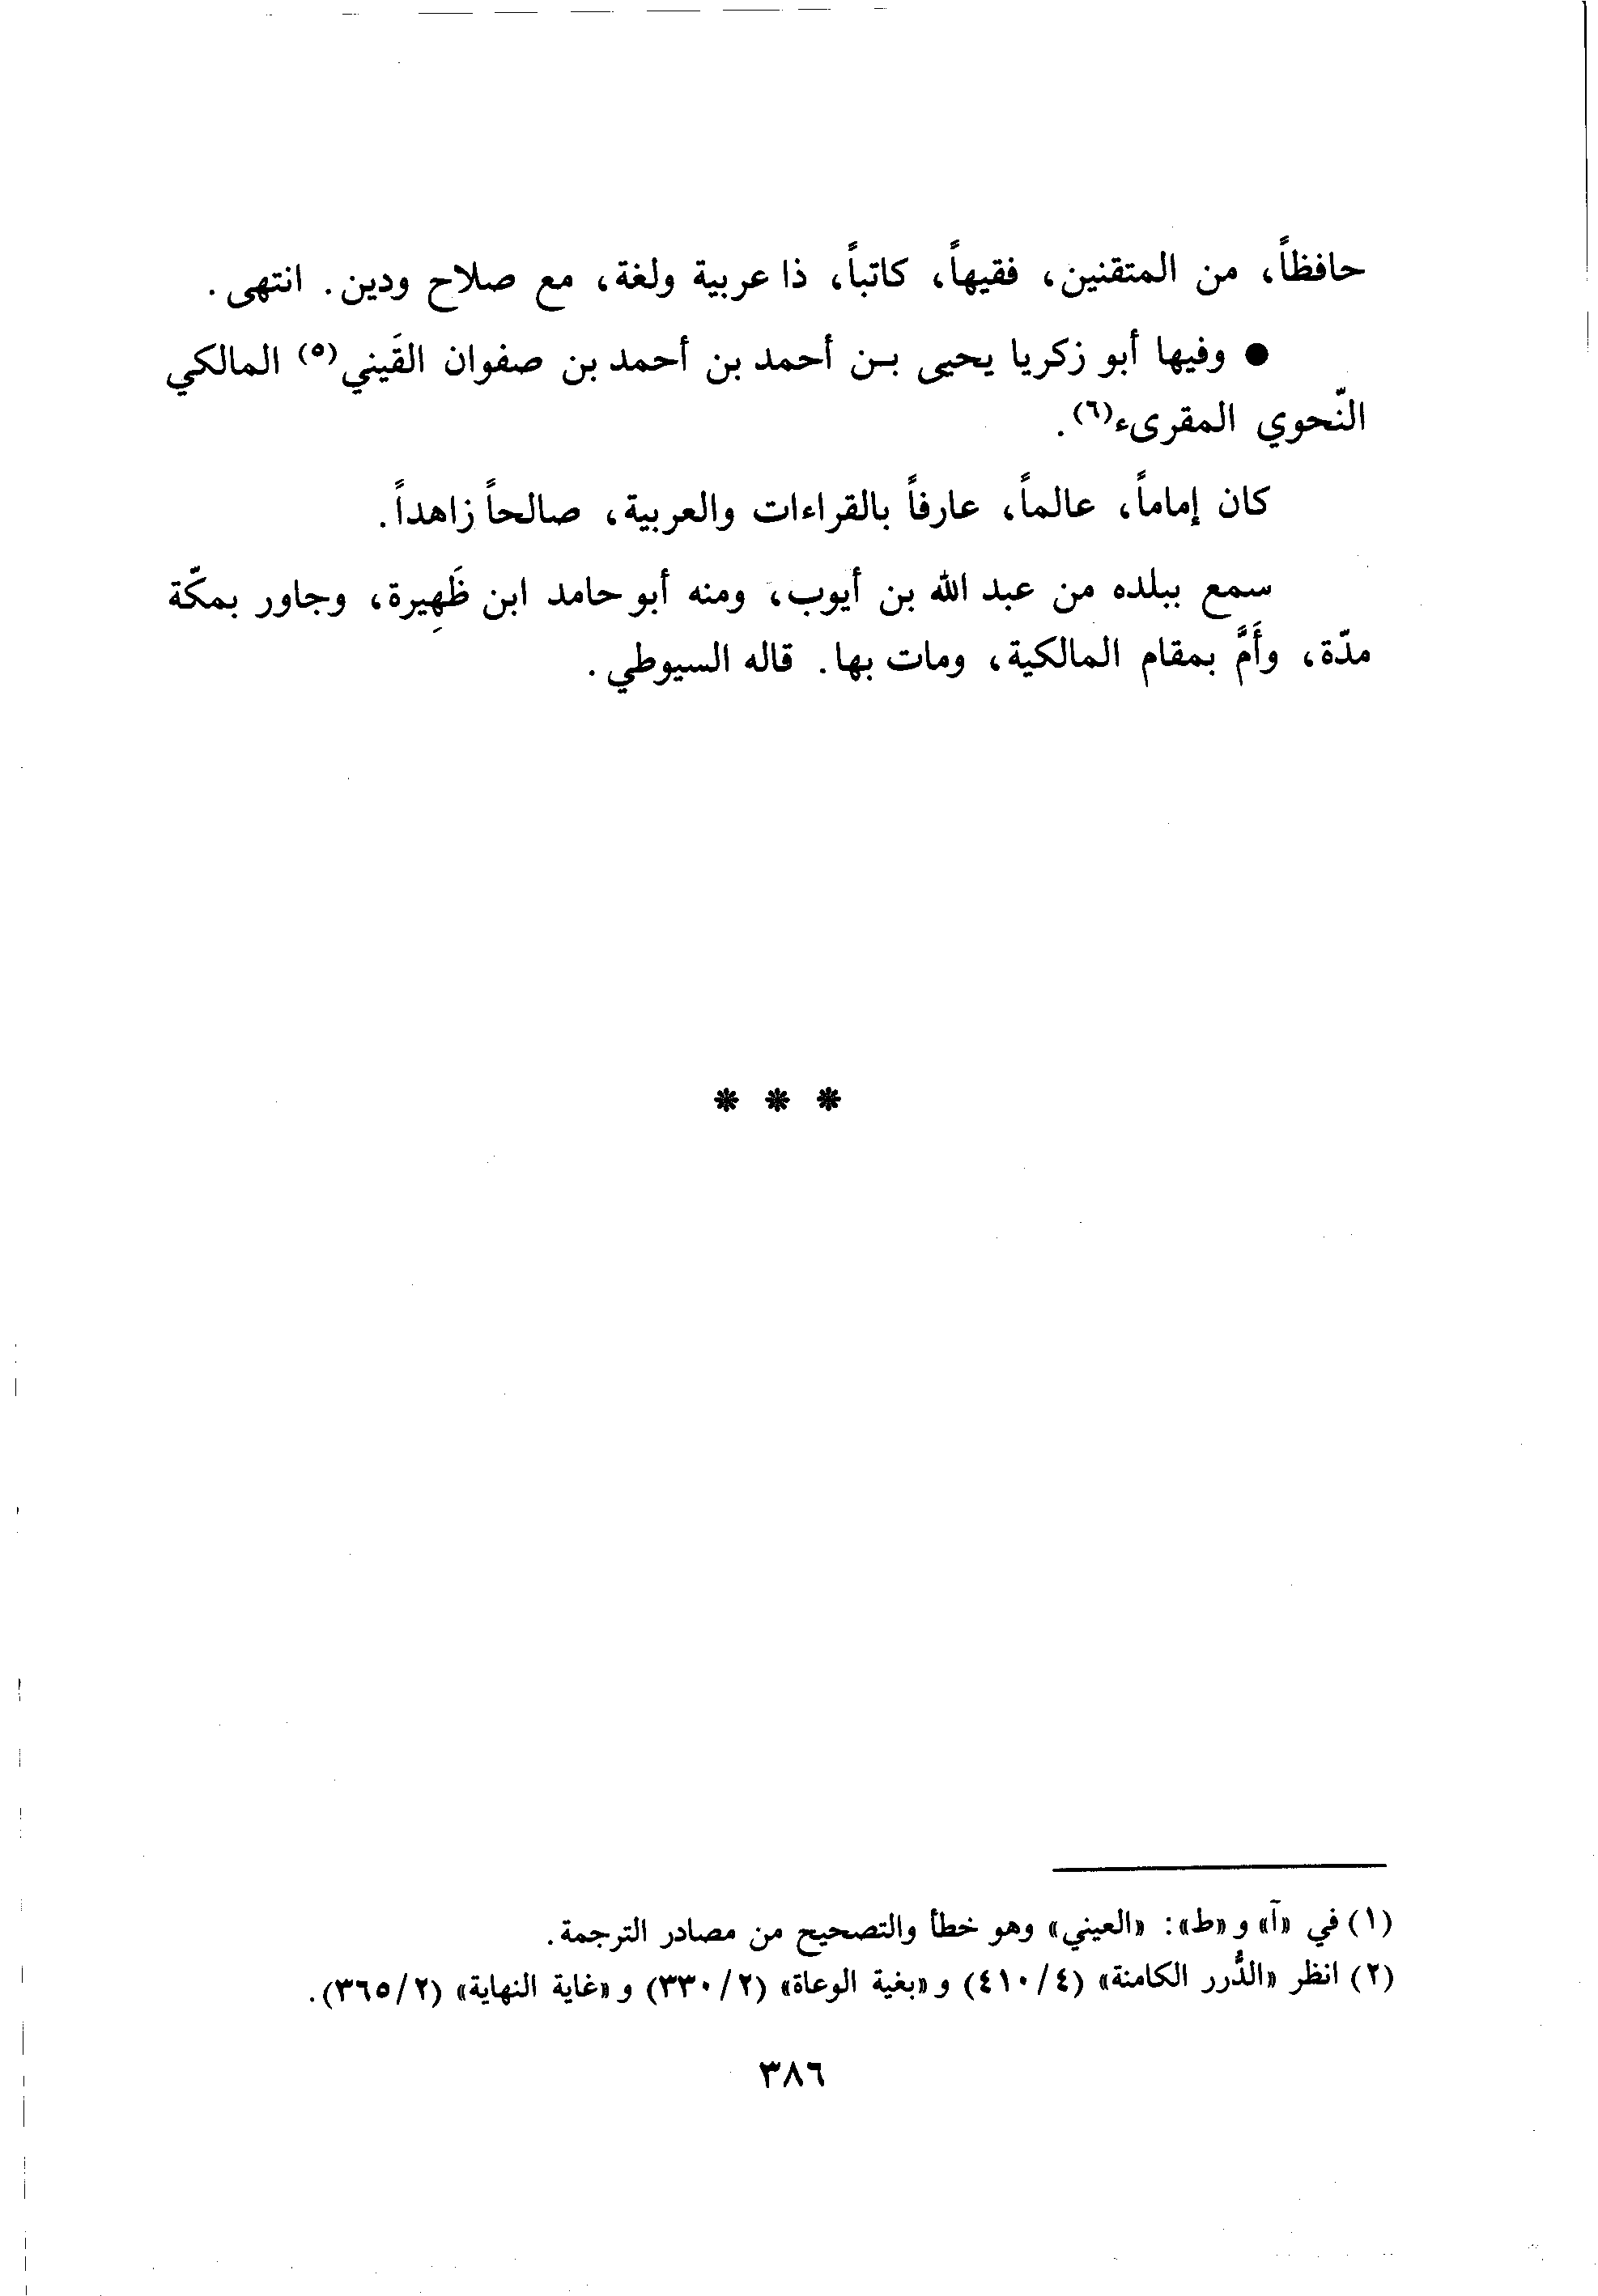 حافظاً، من المتقنين، فقيهاً، كاتباً، ذا عربية ولغة، مع صلاح ودين. انتهى.
● وفيها أبو زكريا يحيى بـن أحمد بن أحمد بن صفوان القَيني(٥) المالكي
النّحوي المقرىء(٦).
كان إماماً، عالماً، عارفاً بالقراءات والعربية، صالحاً زاهداً.
سمع ببلده من عبد الله بن أيوب، ومنه أبو حامد ابن ظَهِيرة، وجاور بمكّة
مدّة، وأَمَّ بمقام المالكية، ومات بها. قاله السيوطي.
* * *
(١) في «آ» و «ط»: «العيني» وهو خطأ والتصحيح من مصادر الترجمة.
(٢) انظر «الدُّرر الكامنة» (٤/٤١٠) و «بغية الوعاة» (٢/٣٣٠) و «غاية النهاية» (٢/٣٦٥).
٣٨٦